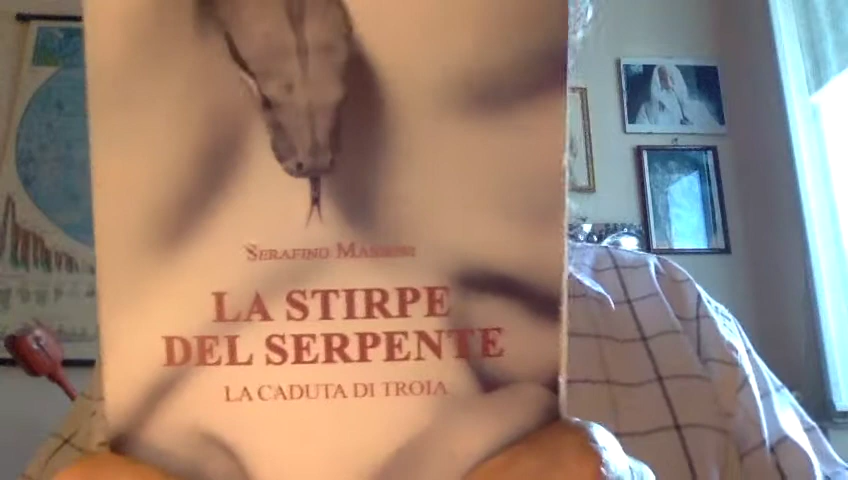 SERAFINO MASSONI
LA STIRPE
DEL SERPENTE
LA CADUTA DI TROIA